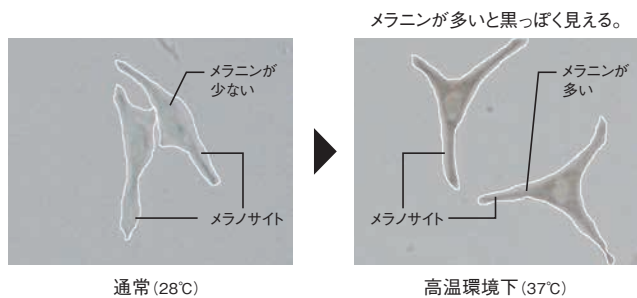 メラニンが多いと黒っぽく見える。
メラニンが
少ない
メラノサイト
通常(28℃)
メラニンが
多い
メラノサイト
高温環境下(37℃)